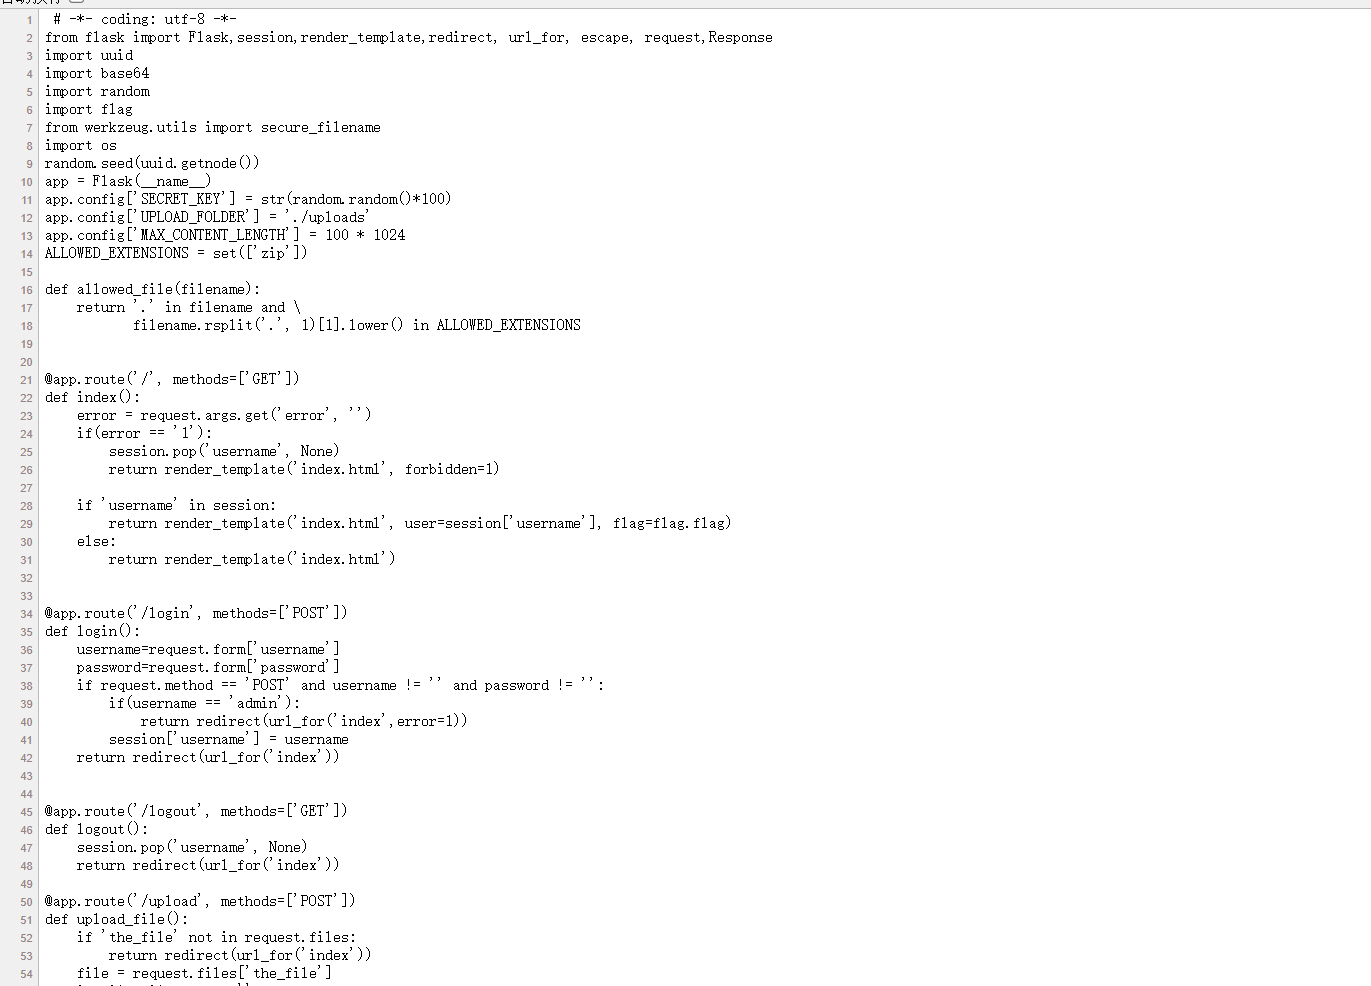 1 # -*- coding: utf-8 -*-
2 from flask import Flask,session,render_template,redirect, url_for, escape, request,Response
3 import uuid
4 import base64
5 import random
6 import flag
7 from werkzeug.utils import secure_filename
8 import os
9 random.seed(uuid.getnode())
10 app = Flask(__name__)
11 app.config['SECRET_KEY'] = str(random.random()*100)
12 app.config['UPLOAD_FOLDER'] = './uploads'
13 app.config['MAX_CONTENT_LENGTH'] = 100 * 1024
14 ALLOWED_EXTENSIONS = set(['zip'])
15
16 def allowed_file(filename):
17     return '.' in filename and \
18            filename.rsplit('.', 1)[1].lower() in ALLOWED_EXTENSIONS
19
20
21 @app.route('/', methods=['GET'])
22 def index():
23     error = request.args.get('error', '')
24     if(error == '1'):
25         session.pop('username', None)
26         return render_template('index.html', forbidden=1)
27
28     if 'username' in session:
29         return render_template('index.html', user=session['username'], flag=flag.flag)
30     else:
31         return render_template('index.html')
32
33
34 @app.route('/login', methods=['POST'])
35 def login():
36     username=request.form['username']
37     password=request.form['password']
38     if request.method == 'POST' and username != '' and password != '':
39         if(username == 'admin'):
40             return redirect(url_for('index',error=1))
41         session['username'] = username
42     return redirect(url_for('index'))
43
44
45 @app.route('/logout', methods=['GET'])
46 def logout():
47     session.pop('username', None)
48     return redirect(url_for('index'))
49
50 @app.route('/upload', methods=['POST'])
51 def upload_file():
52     if 'the_file' not in request.files:
53         return redirect(url_for('index'))
54     file = request.files['the_file']